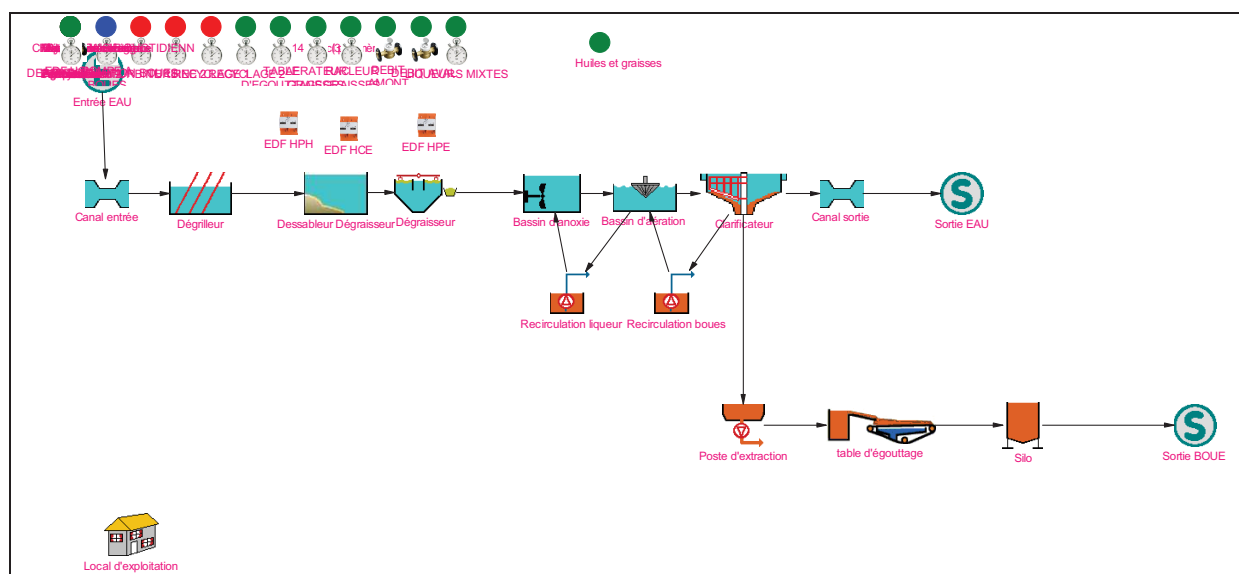 Huiles et graisses
Entrée EAU
EDF HPH
EDF HCE
EDF HPE
Canal entrée
Dégrilleur
Dessableur Dégraisseur
Dégraisseur
Bassin d'anoxie
Bassin d'aération
Clarificateur
Canal sortie
Sortie EAU
Recirculation liqueur
Recirculation boues
Poste d'extraction
table d'égouttage
Silo
Sortie BOUE
Local d'exploitation